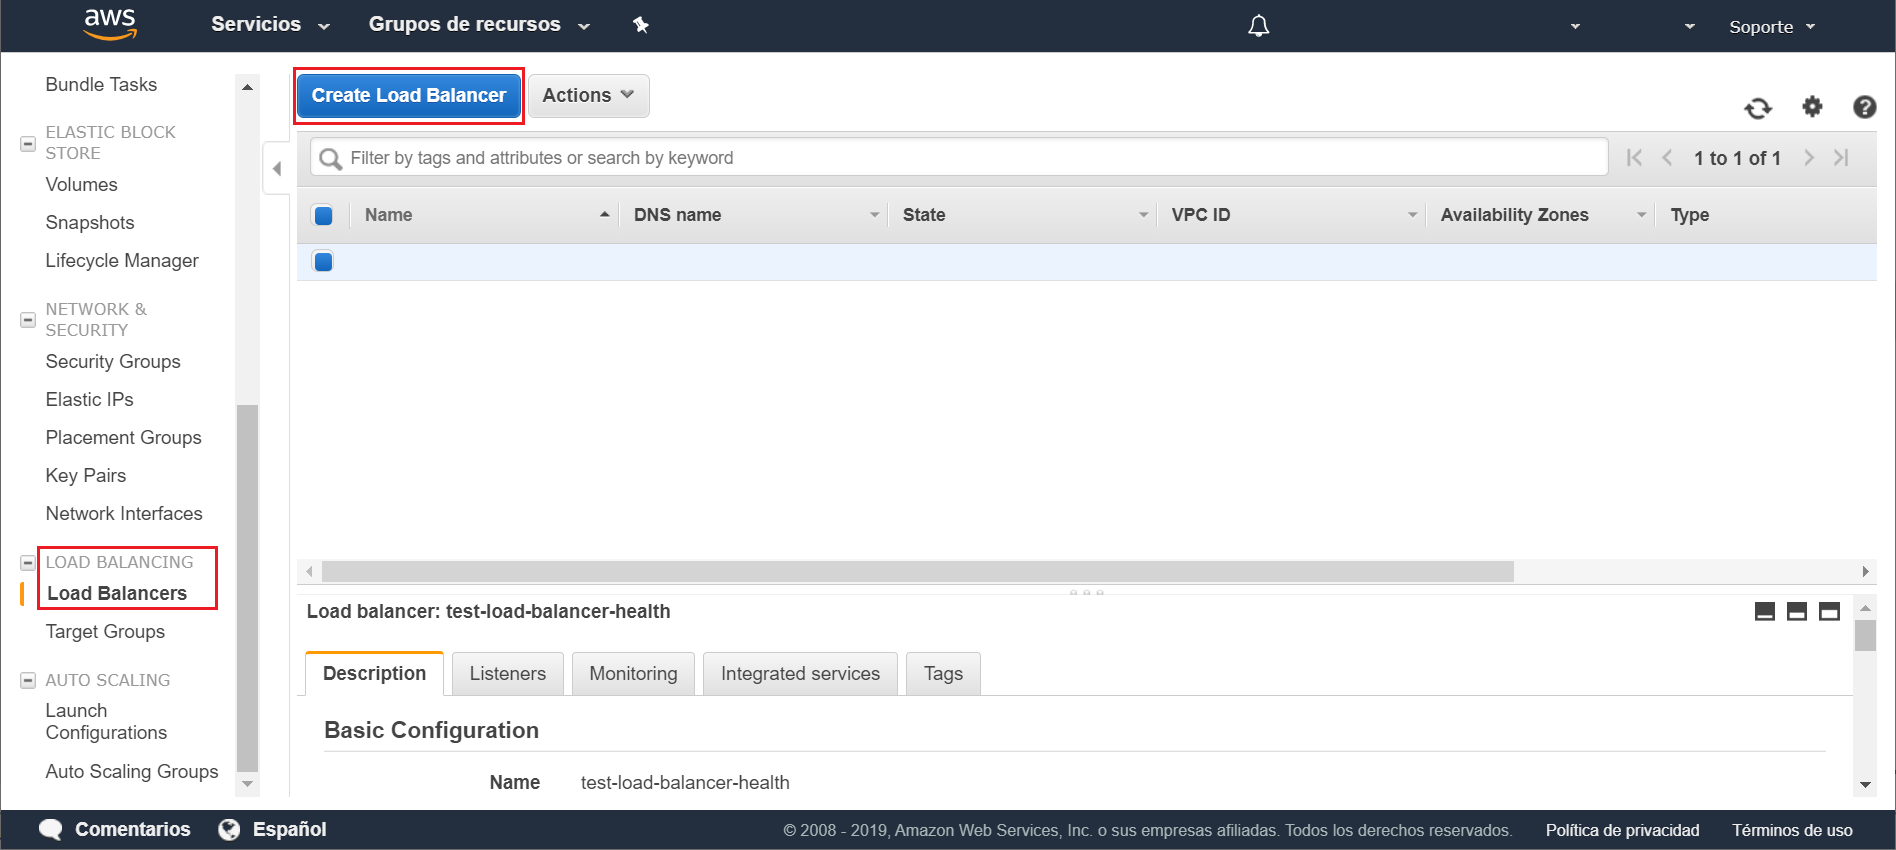 aws Servicios Grupos de recursos Soporte
Bundle Tasks
ELASTIC BLOCK
STORE
Volumes
Snapshots
Lifecycle Manager
NETWORK &
SECURITY
Security Groups
Elastic IPs
Placement Groups
Key Pairs
Network Interfaces
LOAD BALANCING
Load Balancers
Target Groups
AUTO SCALING
Launch
Configurations
Auto Scaling Groups
Create Load Balancer Actions
Filter by tags and attributes or search by keyword 1 to 1 of 1
Name DNS name State VPC ID Availability Zones Type
Load balancer: test-load-balancer-health
Description Listeners Monitoring Integrated services Tags
Basic Configuration
Name test-load-balancer-health
Comentarios Español © 2008 - 2019, Amazon Web Services, Inc. o sus empresas afiliadas. Todos los derechos reservados. Política de privacidad Términos de uso